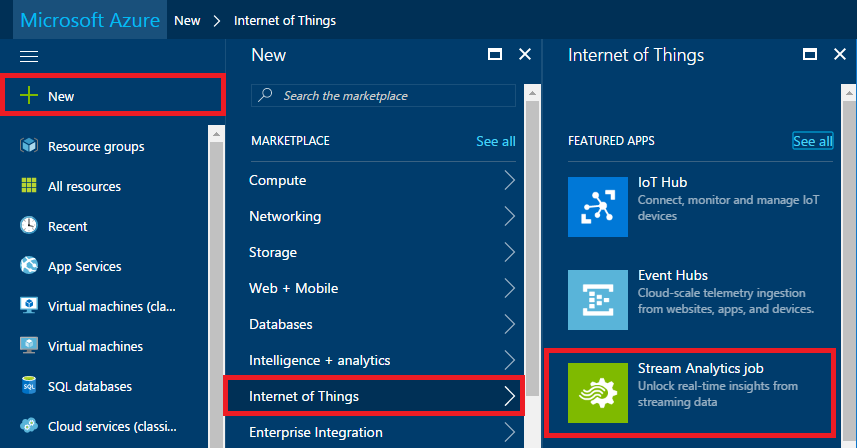 Microsoft Azure New > Internet of Things
New
Resource groups
All resources
Recent
App Services
Virtual machines (cla...
Virtual machines
SQL databases
Cloud services (classi...
New
Search the marketplace
MARKETPLACE See all
Compute
Networking
Storage
Web + Mobile
Databases
Intelligence + analytics
Internet of Things
Enterprise Integration
Internet of Things
FEATURED APPS See all
IoT Hub
Connect, monitor and manage IoT
devices
Event Hubs
Cloud-scale telemetry ingestion
from websites, apps, and devices.
Stream Analytics job
Unlock real-time insights from
streaming data